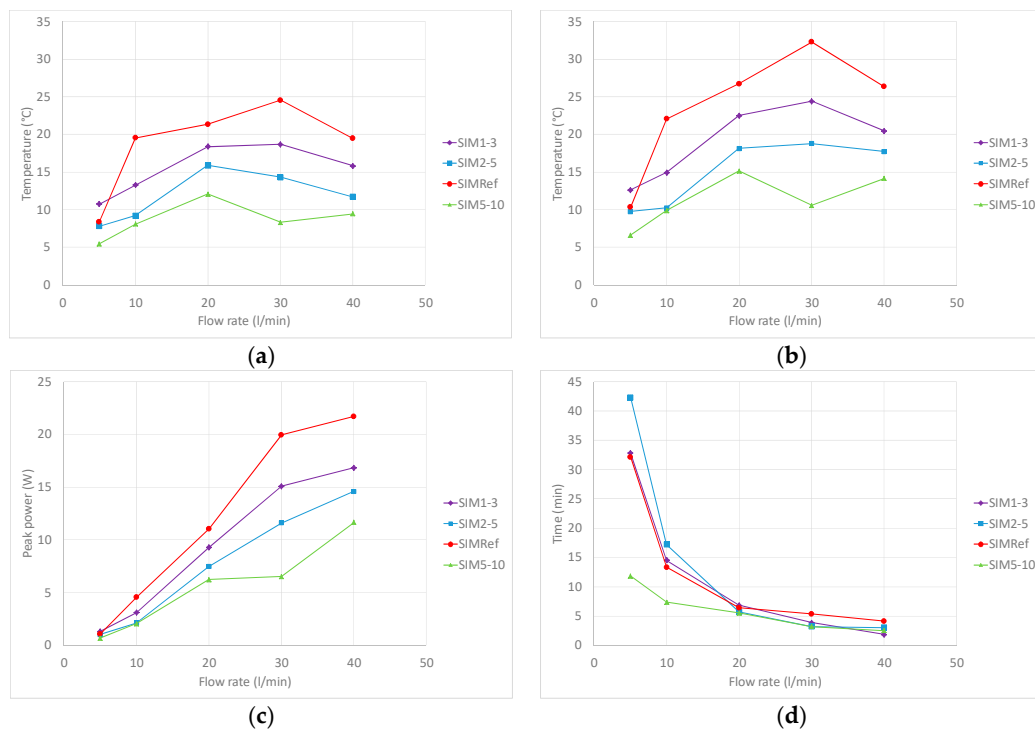 35
30
25
20
15
10
5
0
Temperature (°C)
0 10 20 30 40 50
Flow rate (l/min)
SIM1-3
SIM2-5
SIMRef
SIM5-10
(a)
35
30
25
20
15
10
5
0
Temperature (°C)
0 10 20 30 40 50
Flow rate (l/min)
SIM1-3
SIM2-5
SIMRef
SIM5-10
(b)
25
20
15
10
5
0
Peak power (W)
0 10 20 30 40 50
Flow rate (l/min)
SIM1-3
SIM2-5
SIMRef
SIM5-10
(c)
45
40
35
30
25
20
15
10
5
0
Time (min)
0 10 20 30 40 50
Flow rate (l/min)
SIM1-3
SIM2-5
SIMRef
SIM5-10
(d)